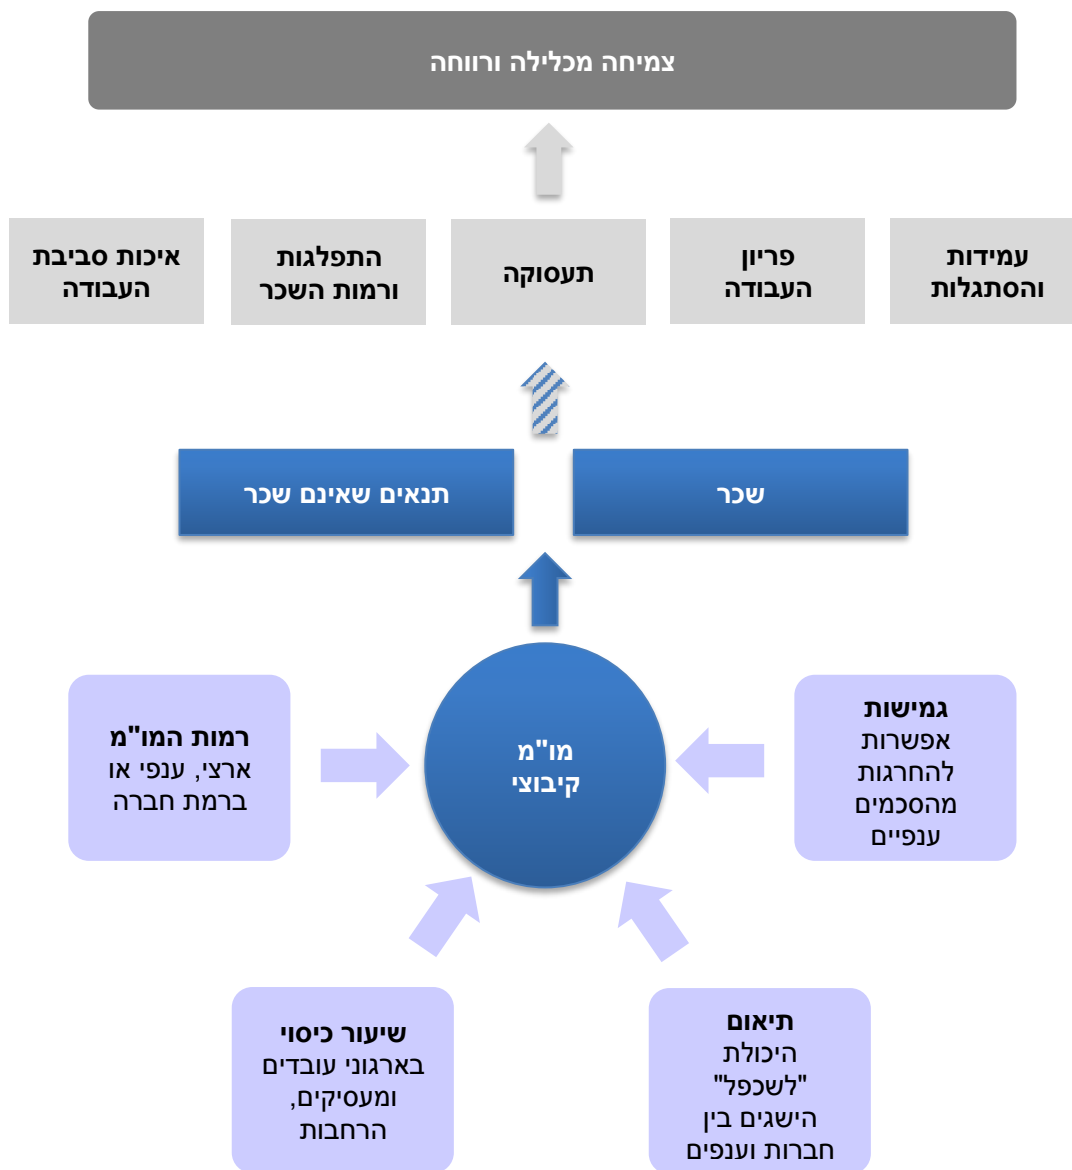 צמיחה מכלילה ורווחה
עמידות
והסתגלות
פריון
העבודה
תעסוקה
התפלגות
ורמות השכר
איכות סביבת
העבודה
שכר
תנאים שאינם שכר
מו"מ
קיבוצי
גמישות
אפשרות
להחרגות
מהסכמים
ענפיים
רמות המו"מ
ארצי, ענפי או
ברמת חברה
תיאום
היכולת
"לשכפל"
הישגים בין
חברות וענפים
שיעור כיסוי
בארגוני עובדים
ומעסיקים,
הרחבות